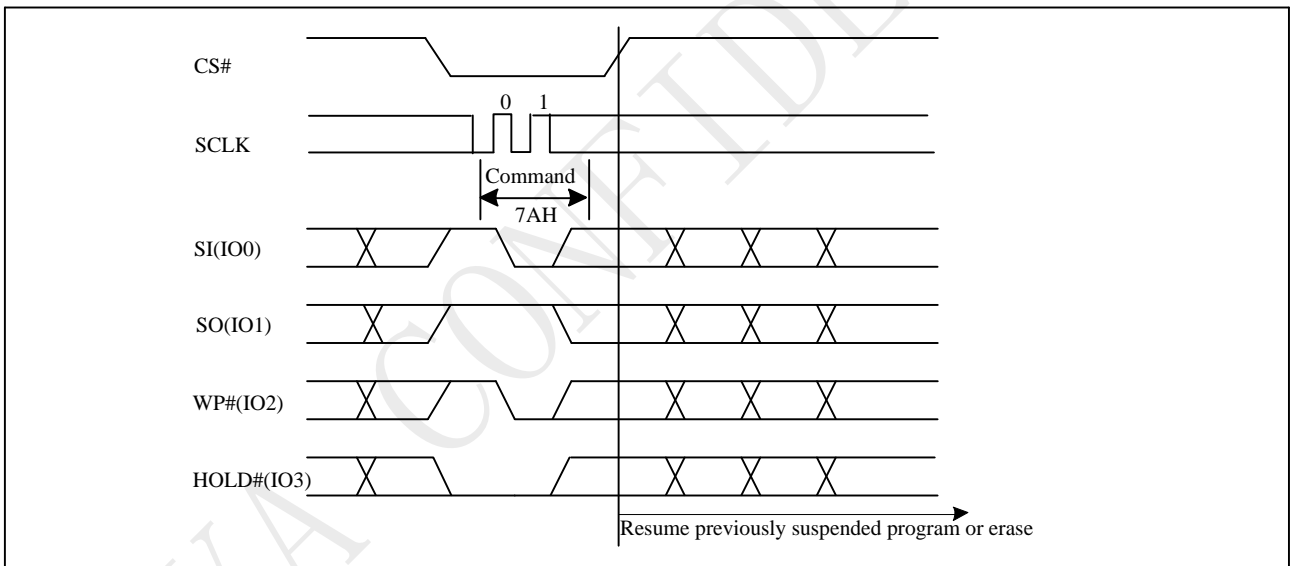 CS#
0 1
SCLK
Command
7AH
SI(IO0)
SO(IO1)
WP#(IO2)
HOLD#(IO3)
Resume previously suspended program or erase